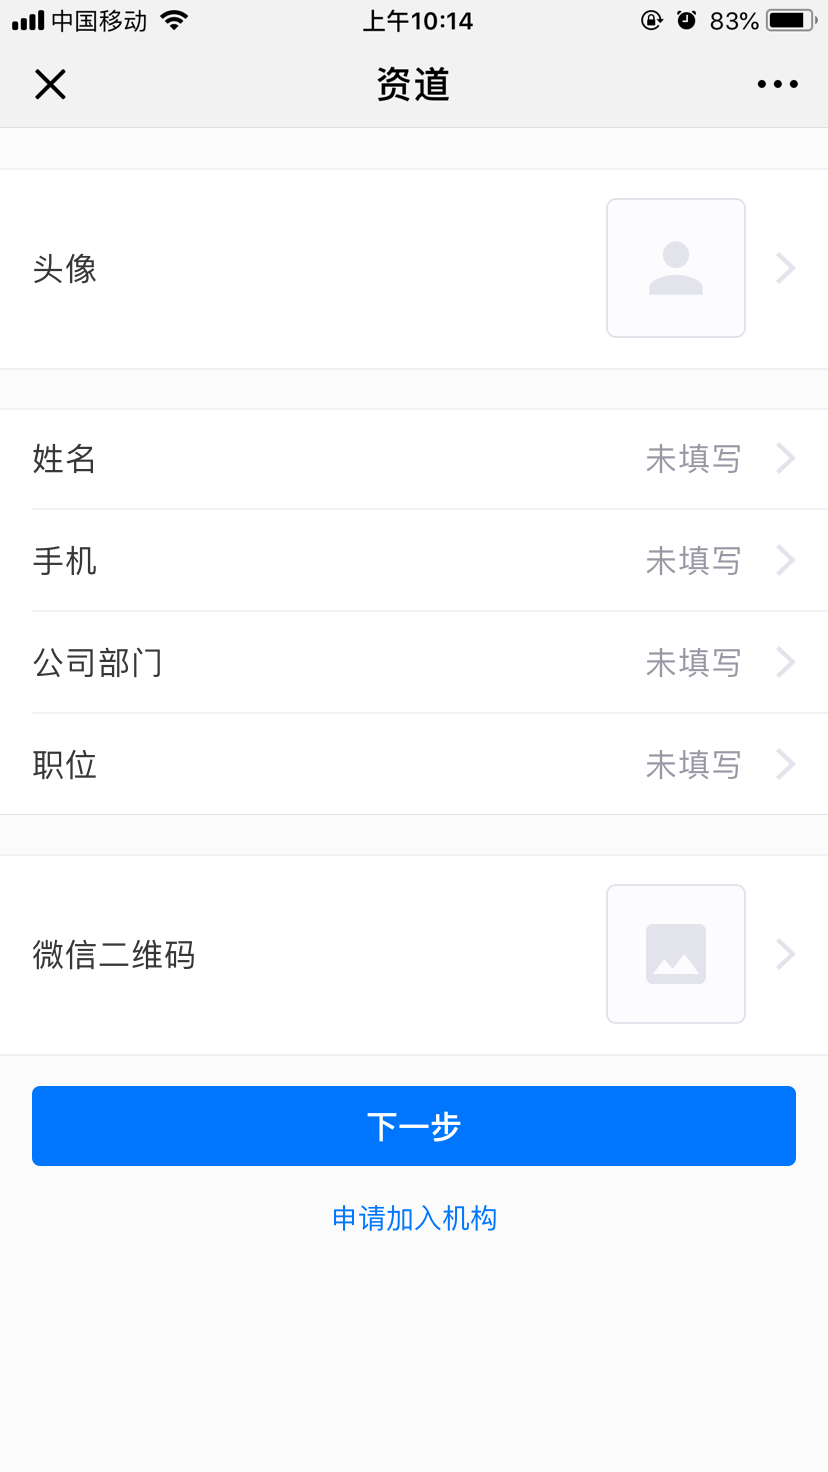 中国移动 上午10:14 83%
资道
头像
姓名 未填写
手机 未填写
公司部门 未填写
职位 未填写
微信二维码
下一步
申请加入机构